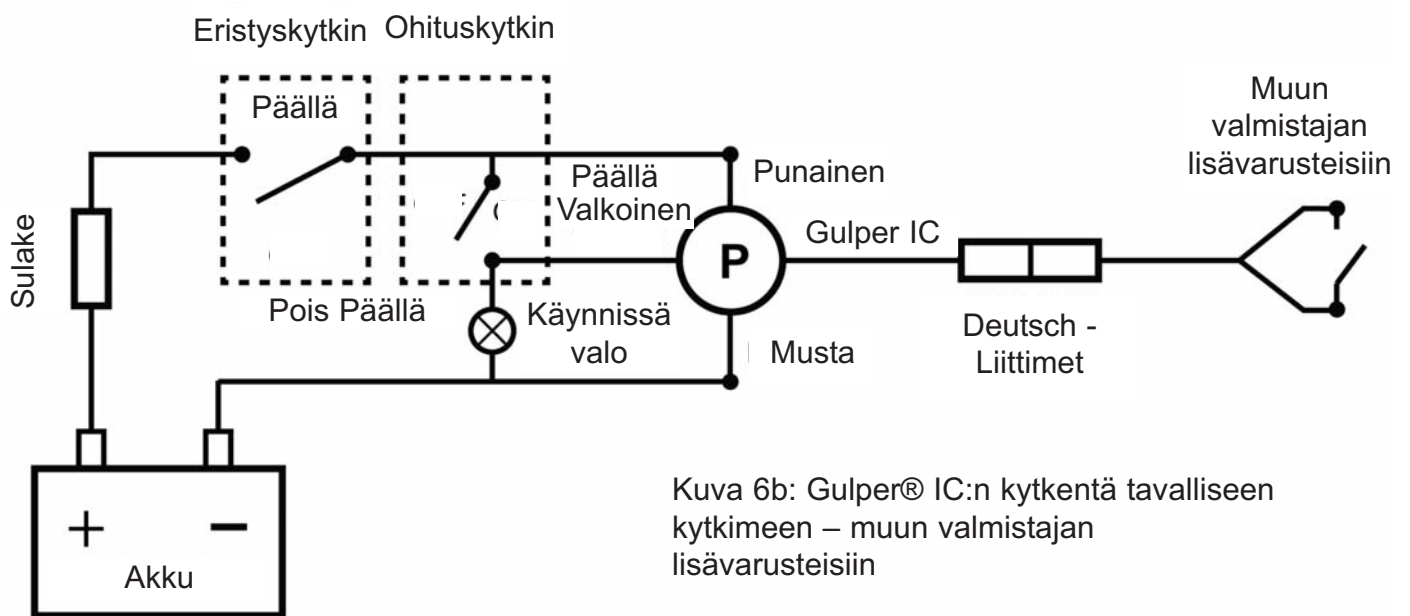 Eristyskytkin Ohituskytkin
Päällä
Päällä
Valkoinen
Punainen
Muun
valmistajan
lisävarusteisiin
Sulake
Gulper IC
P
Pois Päällä
Käynnissä
valo
Musta
Deutsch -
Liittimet
+ −
Akku
Kuva 6b: Gulper® IC:n kytkentä tavalliseen
kytkimeen – muun valmistajan
lisävarusteisiin